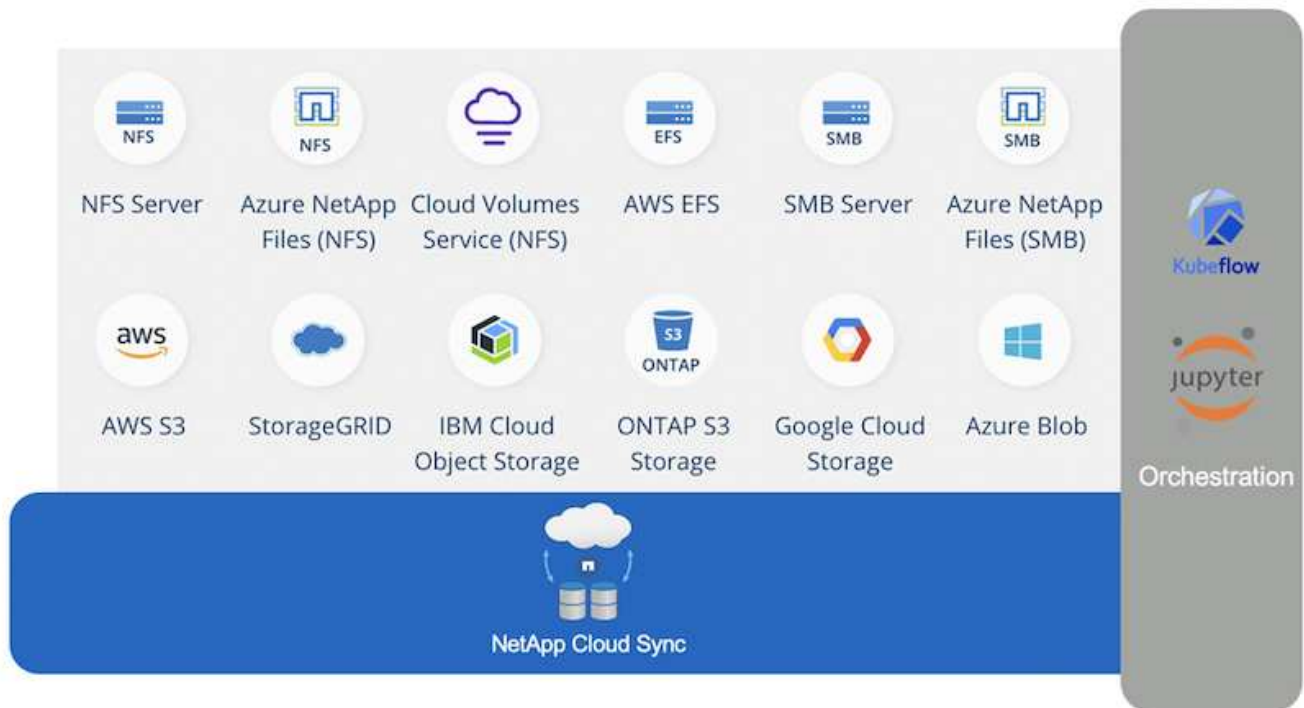 NFS
NFS
EFS
SMB
SMB
NFS Server
Azure NetApp
Files (NFS)
Cloud Volumes
Service (NFS)
AWS EFS
SMB Server
Azure NetApp
Files (SMB)
Kubeflow
aws
S3
ONTAP
jupyter
AWS S3
StorageGRID
IBM Cloud
Object Storage
ONTAP S3
Storage
Google Cloud
Storage
Azure Blob
Orchestration
NetApp Cloud Sync